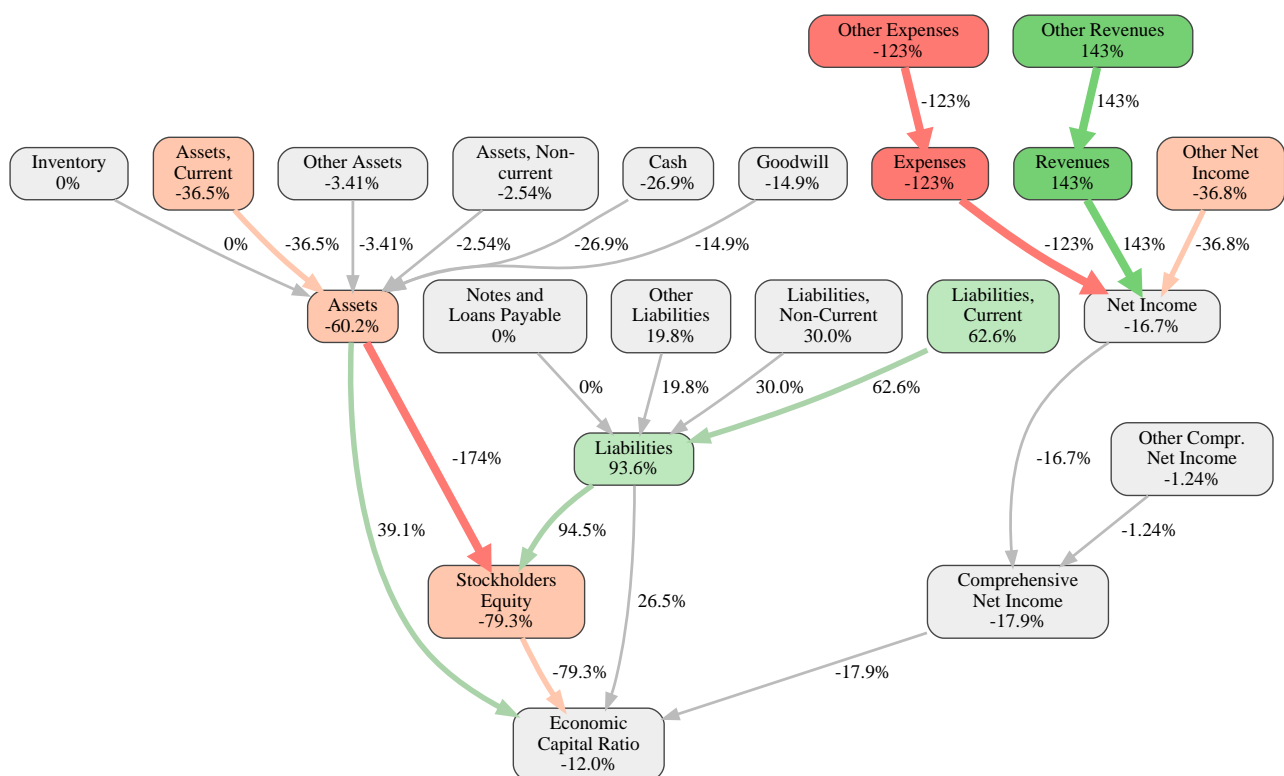 Other Expenses
-123%
Other Revenues
143%
-123%
143%
Inventory
0%
Assets,
Current
-36.5%
Other Assets
-3.41%
Assets, Non-
current
-2.54%
Cash
-26.9%
Goodwill
-14.9%
Expenses
-123%
Revenues
143%
Other Net
Income
-36.8%
0%
-36.5%
-3.41%
-2.54%
-26.9%
-14.9%
-123%
143%
-36.8%
Assets
-60.2%
Notes and
Loans Payable
0%
Other
Liabilities
19.8%
Liabilities,
Non-Current
30.0%
Liabilities,
Current
62.6%
Net Income
-16.7%
0%
19.8%
30.0%
62.6%
-174%
Liabilities
93.6%
-16.7%
Other Compr.
Net Income
-1.24%
39.1%
94.5%
-1.24%
Stockholders
Equity
-79.3%
26.5%
Comprehensive
Net Income
-17.9%
-79.3%
-17.9%
Economic
Capital Ratio
-12.0%